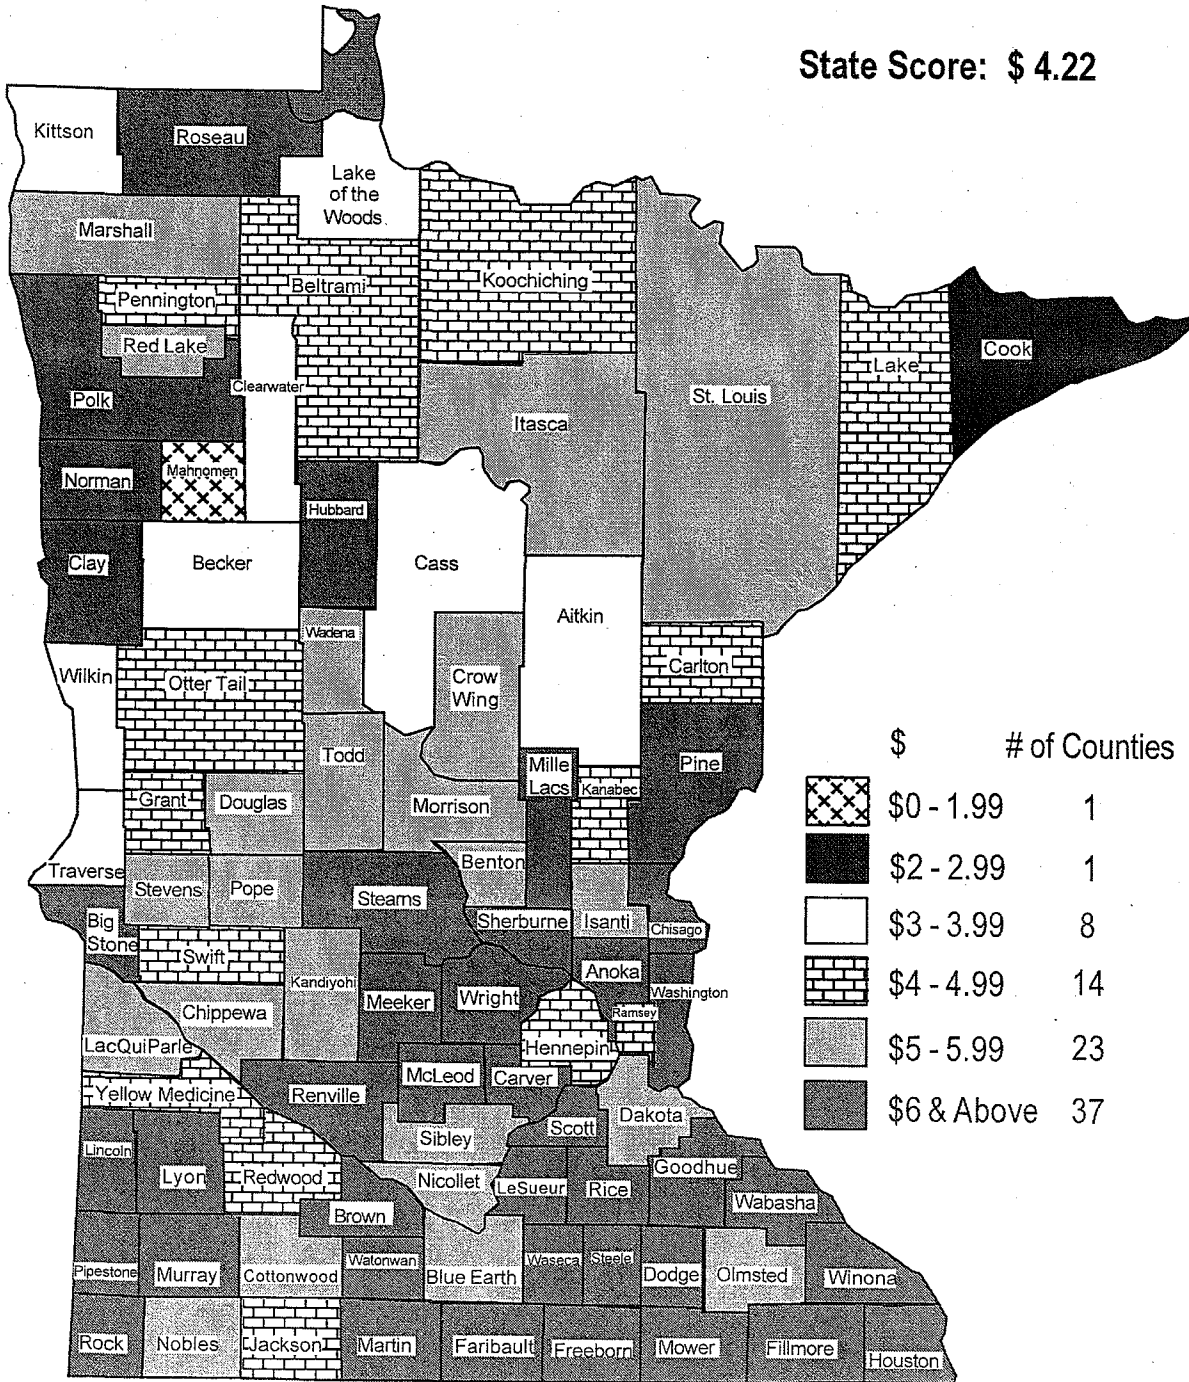 State Score: $ 4.22
Kittson
Roseau
Lake
of the
Woods
Marshall
Beltrami
Koochiching
Pennington
Red Lake
Cook
Lake
Clearwater
St. Louis
Polk
Itasca
Norman
Mahnomen
Hubbard
Clay
Becker
Cass
Aitkin
Wadena
Carlton
Wilkin
Otter Tail
Crow
Wing
Todd
Mille
Lacs
Pine
Kanabec
Grant
Douglas
Morrison
Traverse
Benton
Stevens
Pope
Stearns
Big
Stone
Sherburne
Isanti
Chisago
Swift
Kandiyohi
Anoka
Meeker
Wright
Washington
Chippewa
Ramsey
LacQuiParle
Hennepin
McLeod
Carver
Yellow Medicine
Renville
Dakota
Scott
Sibley
Lincoln
Lyon
Redwood
Nicollet
LeSueur
Rice
Goodhue
Wabasha
Brown
Pipestone
Murray
Cottonwood
Watonwan
Blue Earth
Waseca
Steele
Dodge
Olmsted
Winona
Rock
Nobles
Jackson
Martin
Faribault
Freeborn
Mower
Fillmore
Houston
$ # of Counties
$0 - 1.99 1
$2 - 2.99 1
$3 - 3.99 8
$4 - 4.99 14
$5 - 5.99 23
$6 & Above 37